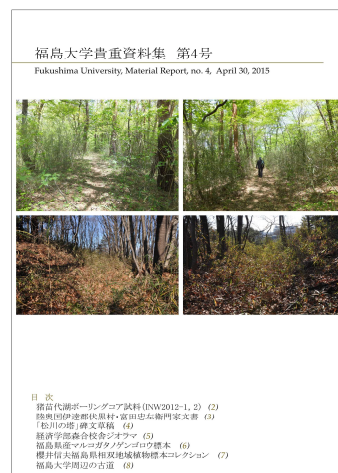 福島大学貴重資料集 第4号
Fukushima University, Material Report, no. 4, April 30, 2015
目 次
猪苗代湖ボーリングコア試料(INW2012-1, 2) (2)
陸奥国伊達郡伏黒村・富田忠左衛門家文書 (3)
「松川の塔」碑文草稿 (4)
経済学部森合校舎ジオラマ (5)
福島県産マルコガタノゲンゴロウ標本 (6)
櫻井信夫福島県相双地域植物標本コレクション (7)
福島大学周辺の古道 (8)